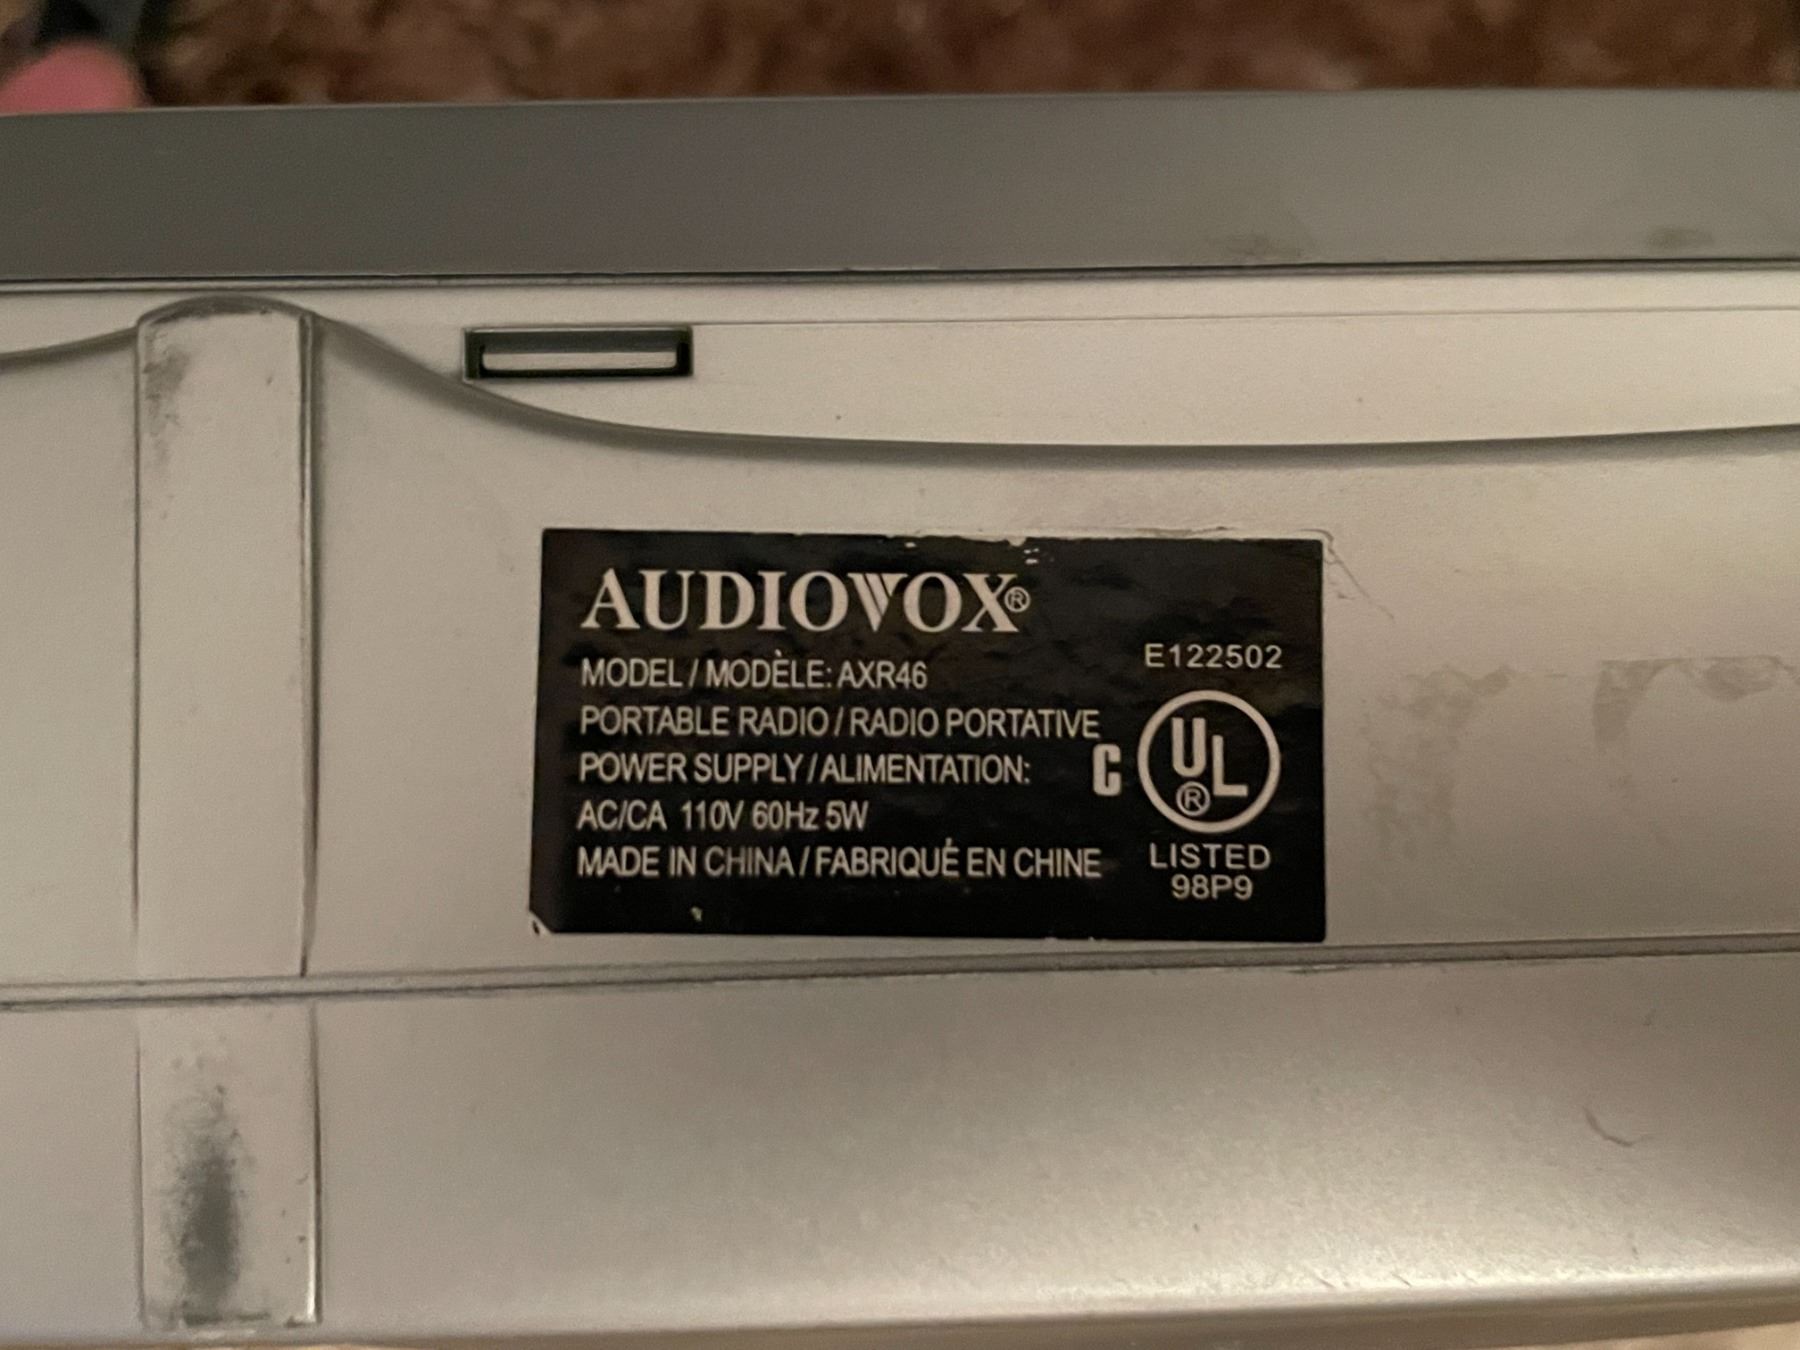 AUDIOVOX®
MODEL / MODÈLE: AXR46
PORTABLE RADIO / RADIO PORTATIVE
POWER SUPPLY / ALIMENTATION:
AC/CA 110V 60Hz 5W
MADE IN CHINA / FABRIQUÉ EN CHINE
E122502
C UL ®
LISTED
98P9